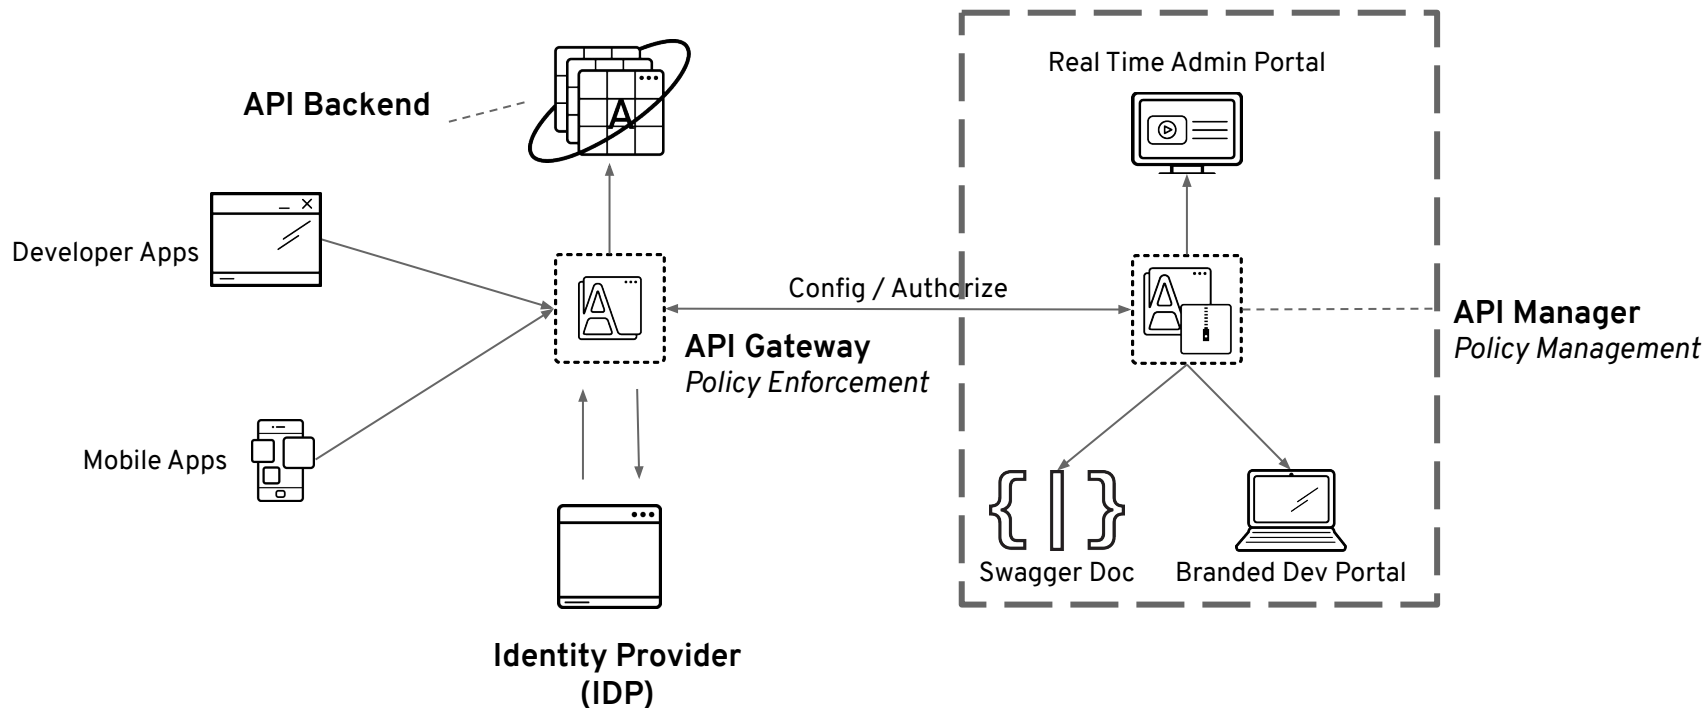 Real Time Admin Portal
API Backend
A
Developer Apps
Config / Authorize
API Manager
Policy Management
API Gateway
Policy Enforcement
Mobile Apps
{ | }
Swagger Doc
Branded Dev Portal
Identity Provider
(IDP)